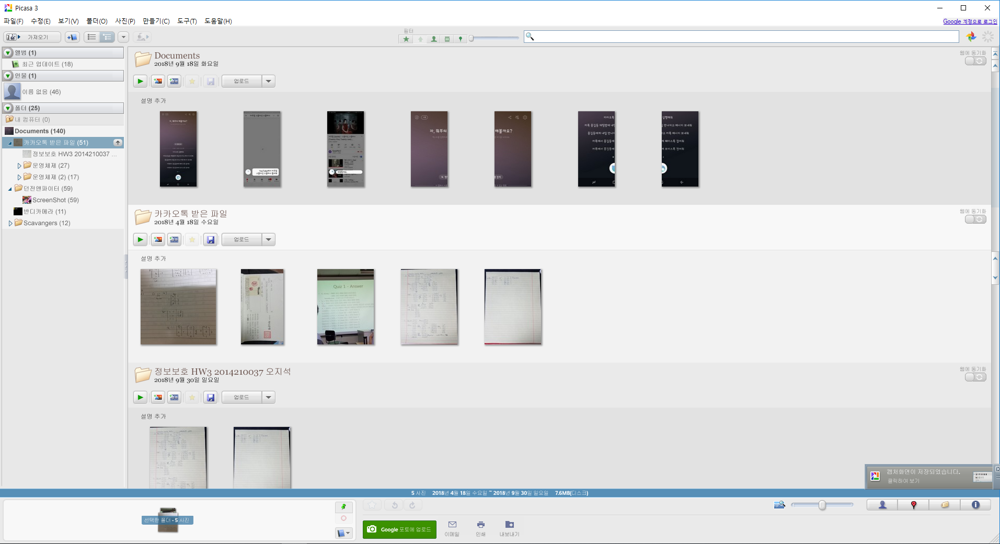 Picasa 3
파일(F) 수정(E) 보기(V) 폴더(O) 사진(P) 만들기(C) 도구(T) 도움말(H)
Google 계정으로 로그인
가져오기
필터
앨범 (1)
최근 업데이트 (18)
인물 (1)
이름 없음 (46)
폴더 (25)
내 컴퓨터 (0)
Documents (140)
카카오톡 받은 파일 (51)
정보보호 HW3 2014210037 ...
운영체제 (27)
운영체제 (2) (17)
던전앤파이터 (59)
ScreenShot (59)
반디카메라 (11)
Scavangers (12)
Documents
2018년 9월 18일 화요일
웹에 동기화
업로드
설명 추가
카카오톡 받은 파일
2018년 4월 18일 수요일
웹에 동기화
업로드
설명 추가
Quiz 1 - Answer
정보보호 HW3 2014210037 오지석
2018년 9월 30일 일요일
웹에 동기화
업로드
설명 추가
캡처화면이 저장되었습니다.
클릭하여 보기
5 사진 2018년 4월 18일 수요일 ~ 2018년 9월 30일 일요일 7.6MB(디스크)
선택한 폴더 - 5 사진
Google 포토에 업로드
이메일
인쇄
내보내기